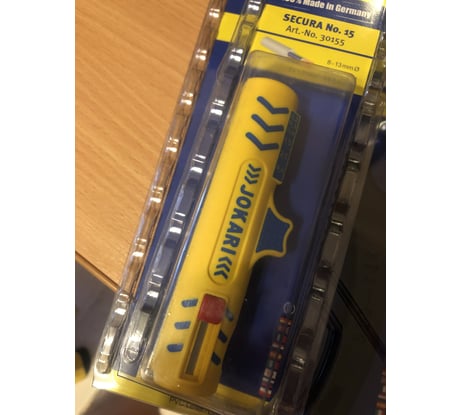 % Made in Germany
SECURA No. 15
Art.-No. 30155
8-13mm Ø
JOKARI